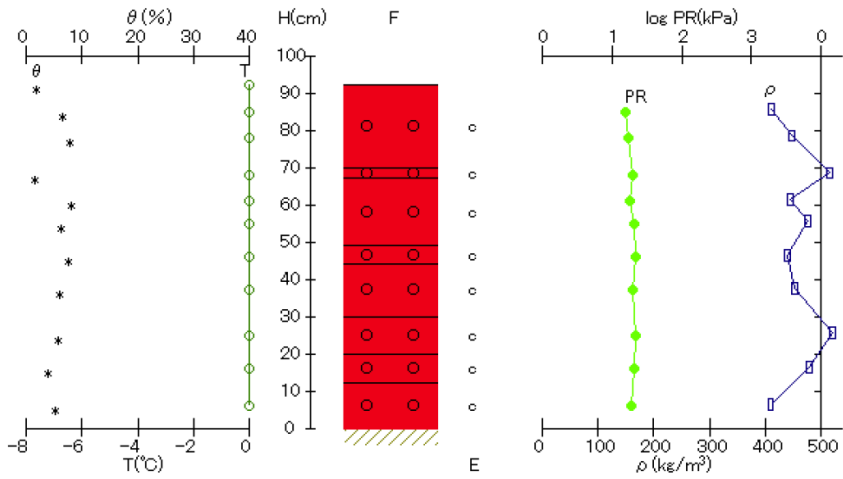 θ(%) H(cm) F log PR(kPa)
0 10 20 30 40 0 1 2 3 0
100
θ T PR ρ
90
80 c
70 c
60 c
50 c
40 c
30 c
20 c
10 c
0
-8 -6 -4 -2 0 0 100 200 300 400 500
T(℃) E ρ(kg/m³)